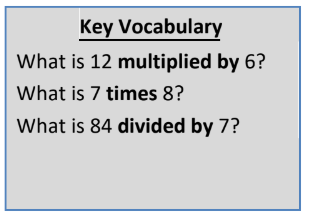 Key Vocabulary
What is 12 multiplied by 6?
What is 7 times 8?
What is 84 divided by 7?